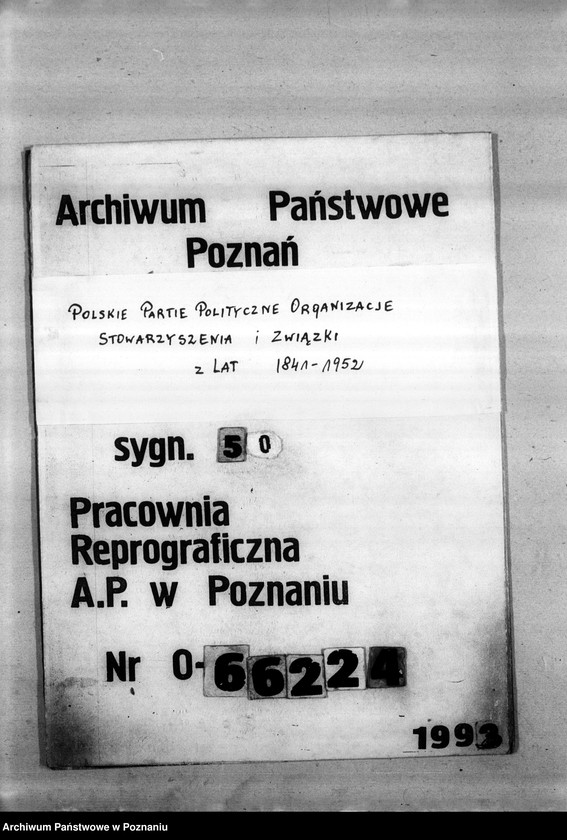 Archiwum Państwowe
Poznań
POLSKIE PARTIE POLITYCZNE ORGANIZACJE
STOWARZYSZENIA i ZWIĄZKI
z LAT 1841-1952
sygn. 50
Pracownia
Reprograficzna
A.P. w Poznaniu
Nr O-66224
1993
Archiwum Państwowe w Poznaniu